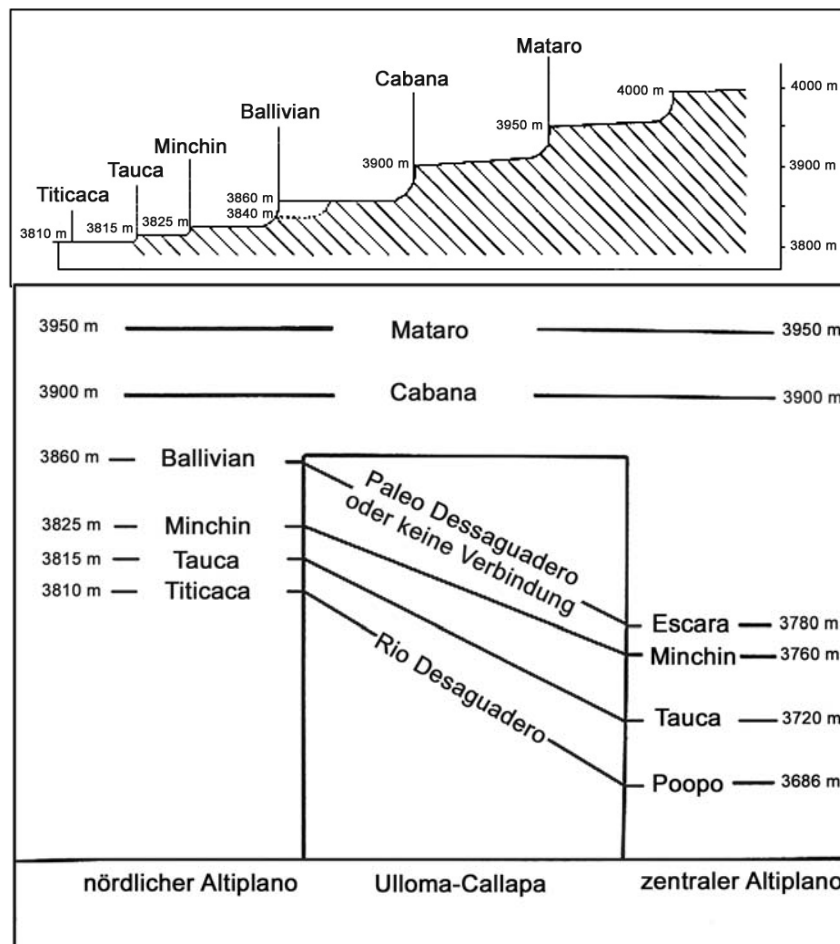 Mataro
Cabana
Ballivian
Minchin
Tauca
Titicaca
4000 m
3950 m
3900 m
3860 m
3840 m
3825 m
3815 m
3810 m
4000 m
3900 m
3800 m
3950 m Mataro 3950 m
3900 m Cabana 3900 m
3860 m Ballivian
3825 m Minchin
3815 m Tauca
3810 m Titicaca
Paleo Dessaguadero
oder keine Verbindung
Rio Desaguadero
Escara 3780 m
Minchin 3760 m
Tauca 3720 m
Poopo 3686 m
nördlicher Altiplano Ulloma-Callapa zentraler Altiplano